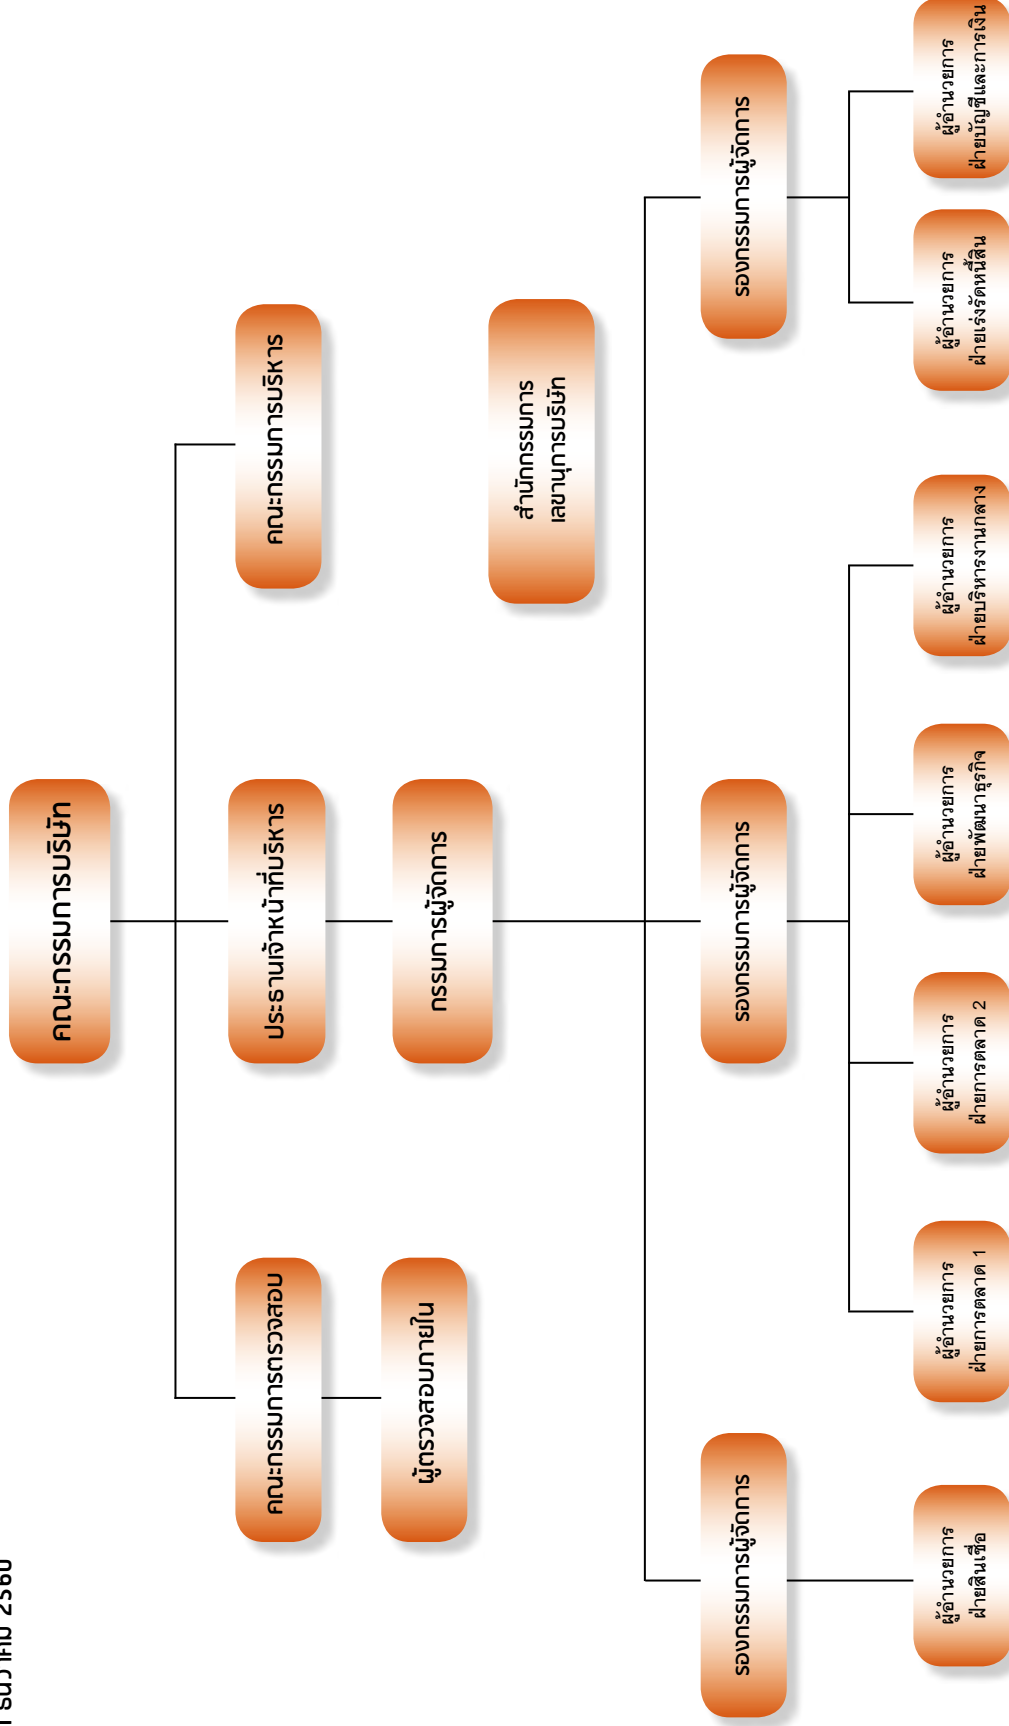 ธันวาคม 2560
คณะกรรมการบริษัท
คณะกรรมการตรวจสอบ
ประธานเจ้าหน้าที่บริหาร
คณะกรรมการบริหาร
ผู้ตรวจสอบภายใน
กรรมการผู้จัดการ
สำนักกรรมการ
เลขานุการบริษัท
รองกรรมการผู้จัดการ
รองกรรมการผู้จัดการ
รองกรรมการผู้จัดการ
ผู้อำนวยการ
ฝ่ายสินเชื่อ
ผู้อำนวยการ
ฝ่ายการตลาด 1
ผู้อำนวยการ
ฝ่ายการตลาด 2
ผู้อำนวยการ
ฝ่ายพัฒนาธุรกิจ
ผู้อำนวยการ
ฝ่ายบริหารงานกลาง
ผู้อำนวยการ
ฝ่ายเร่งรัดหนี้สิน
ผู้อำนวยการ
ฝ่ายบัญชีและการเงิน